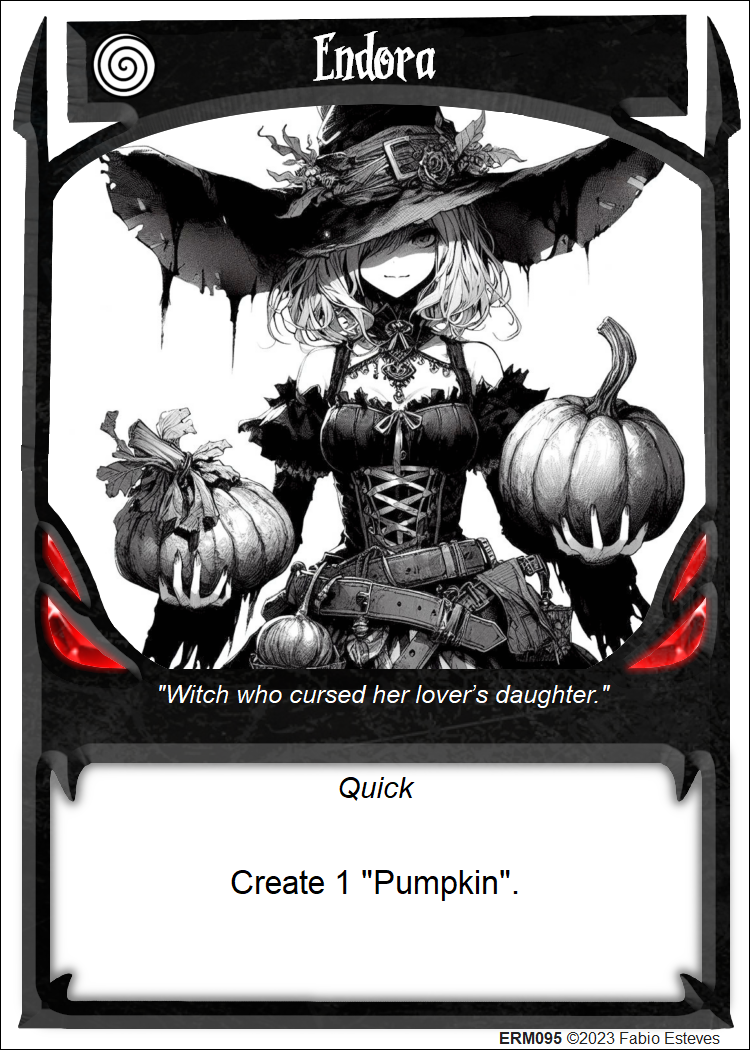 Endora
"Witch who cursed her lover’s daughter."
Quick
Create 1 "Pumpkin".
ERM095 ©2023 Fabio Esteves